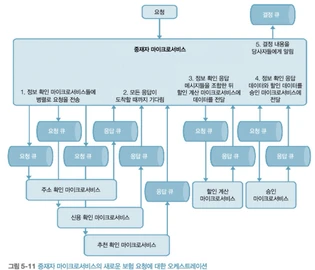 요청
결정 큐
중재자 마이크로서비스
5. 결정 내용을
당사자들에게 알림
1. 정보 확인 마이크로서비스들에
병렬로 요청을 전송
2. 모든 응답이
도착할 때까지 기다림
3. 정보 확인 응답
메시지들을 조합한 뒤
할인 계산 마이크로서비스에
데이터를 전달
4. 정보 확인 응답
데이터와 할인 데이터를
승인 마이크로서비스에
전달
요청 큐
요청 큐
응답 큐
요청 큐
응답 큐
요청 큐
응답 큐
요청 큐
응답 큐
응답 큐
주소 확인 마이크로서비스
신용 확인 마이크로서비스
추천 확인 마이크로서비스
할인 계산
마이크로서비스
승인
마이크로서비스
그림 5-11 중재자 마이크로서비스의 새로운 보험 요청에 대한 오케스트레이션